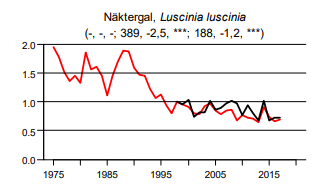 Näktergal, Luscinia luscinia
(-, -, -; 389, -2,5, ***; 188, -1,2, ***)
2.0
1.5
1.0
0.5
0.0
1975 1985 1995 2005 2015